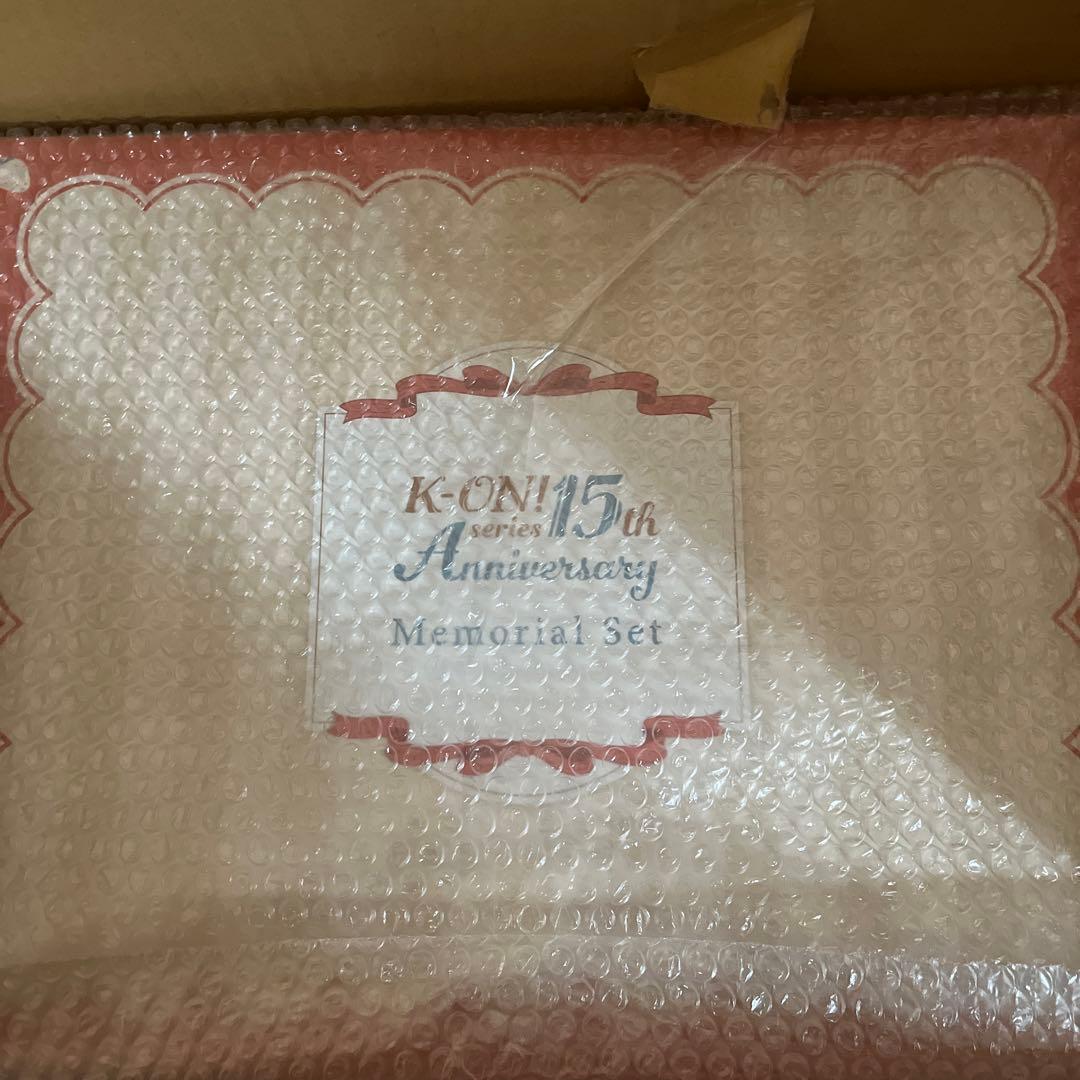 K-ON! 15th
series
Anniversary
Memorial Set